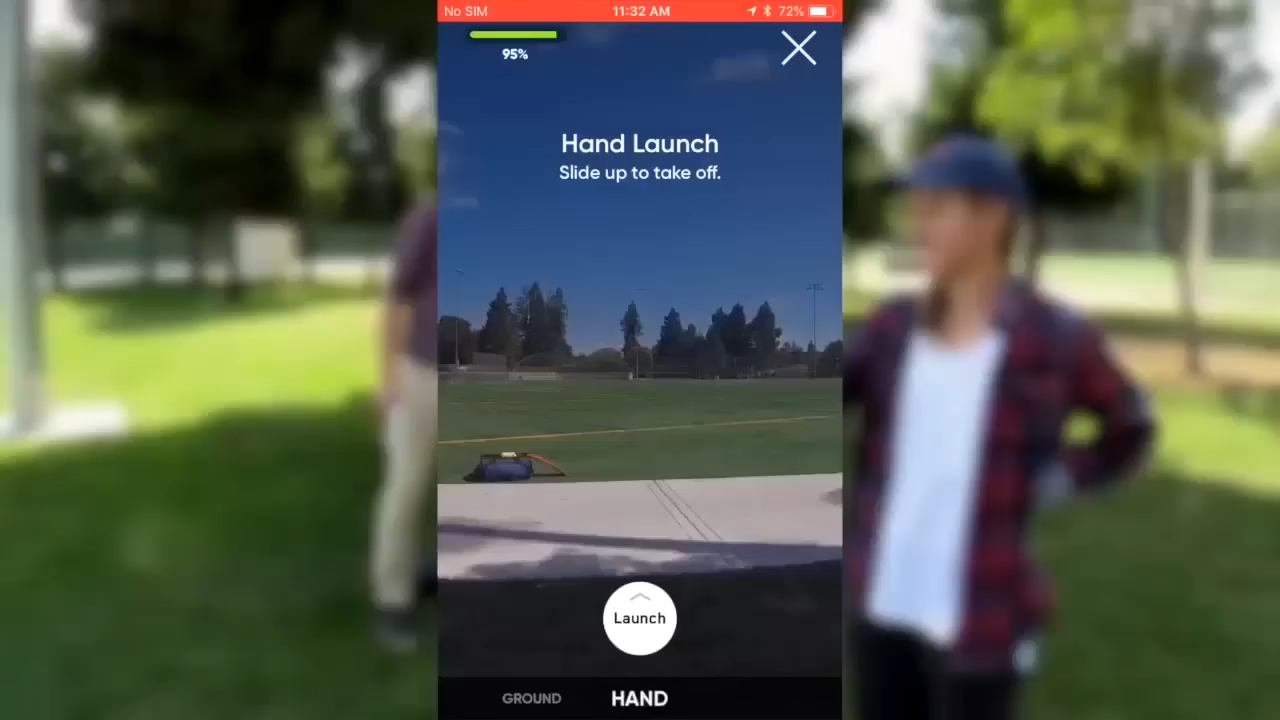 No SIM 11:32 AM 72%
95%
Hand Launch
Slide up to take off.
Launch
GROUND HAND